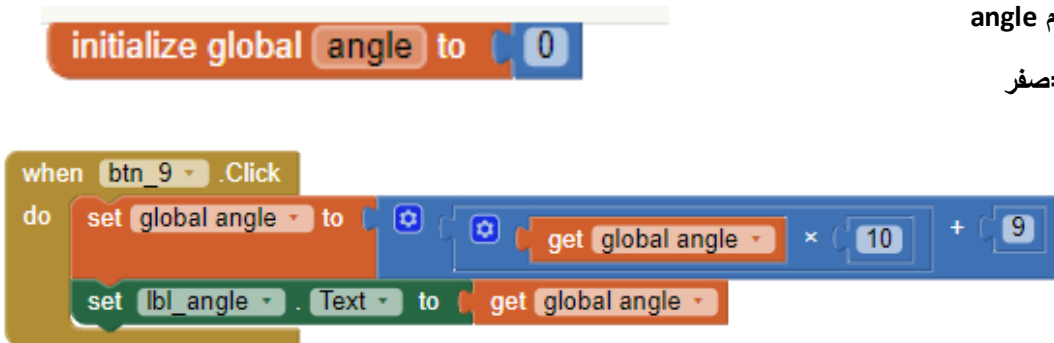 م angle
initialize global angle to 0
=صفر
when btn_9 .Click
do set global angle to get global angle × 10 + 9
set lbl_angle . Text to get global angle